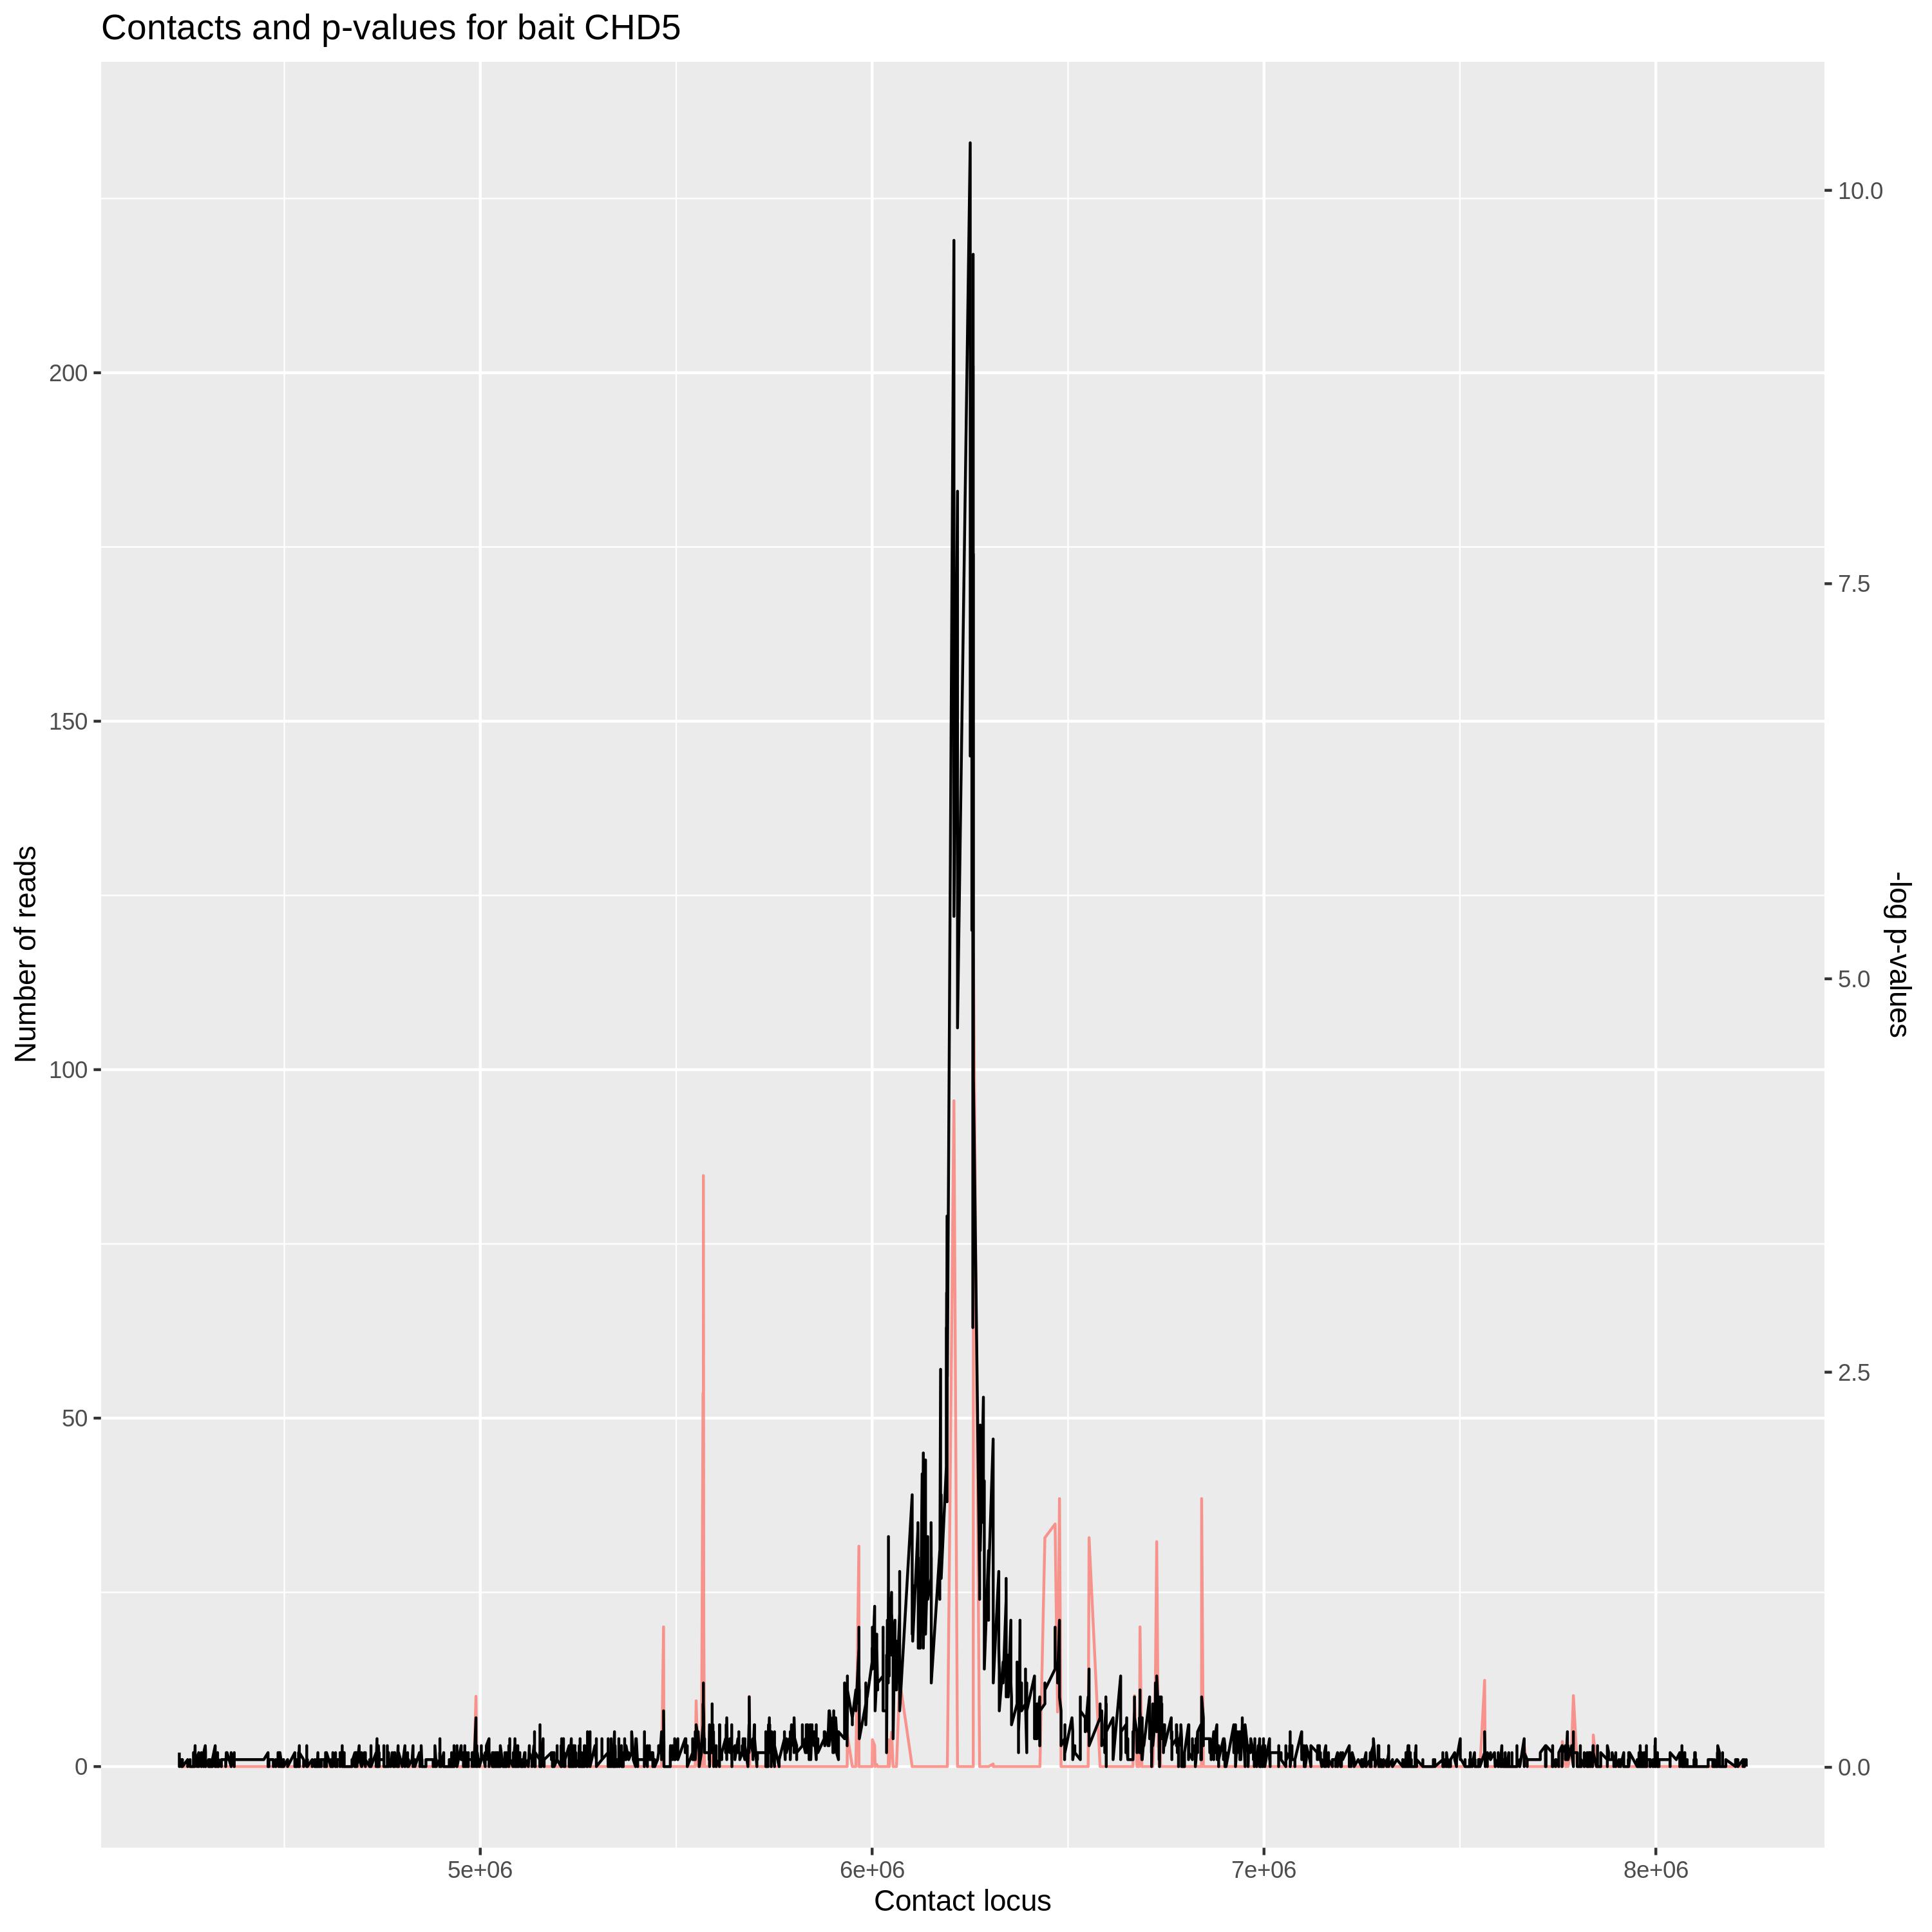 Contacts and p-values for bait CHD5
Number of reads
200
150
100
50
0
10.0
7.5
5.0
2.5
0.0
-log p-values
5e+06
6e+06
7e+06
8e+06
Contact locus